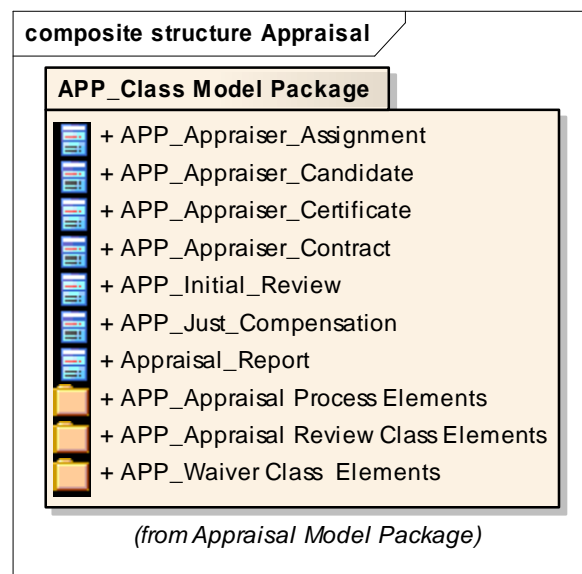 composite structure Appraisal
APP_Class Model Package
+ APP_Appraiser_Assignment
+ APP_Appraiser_Candidate
+ APP_Appraiser_Certificate
+ APP_Appraiser_Contract
+ APP_Initial_Review
+ APP_Just_Compensation
+ Appraisal_Report
+ APP_Appraisal Process Elements
+ APP_Appraisal Review Class Elements
+ APP_Waiver Class Elements
(from Appraisal Model Package)